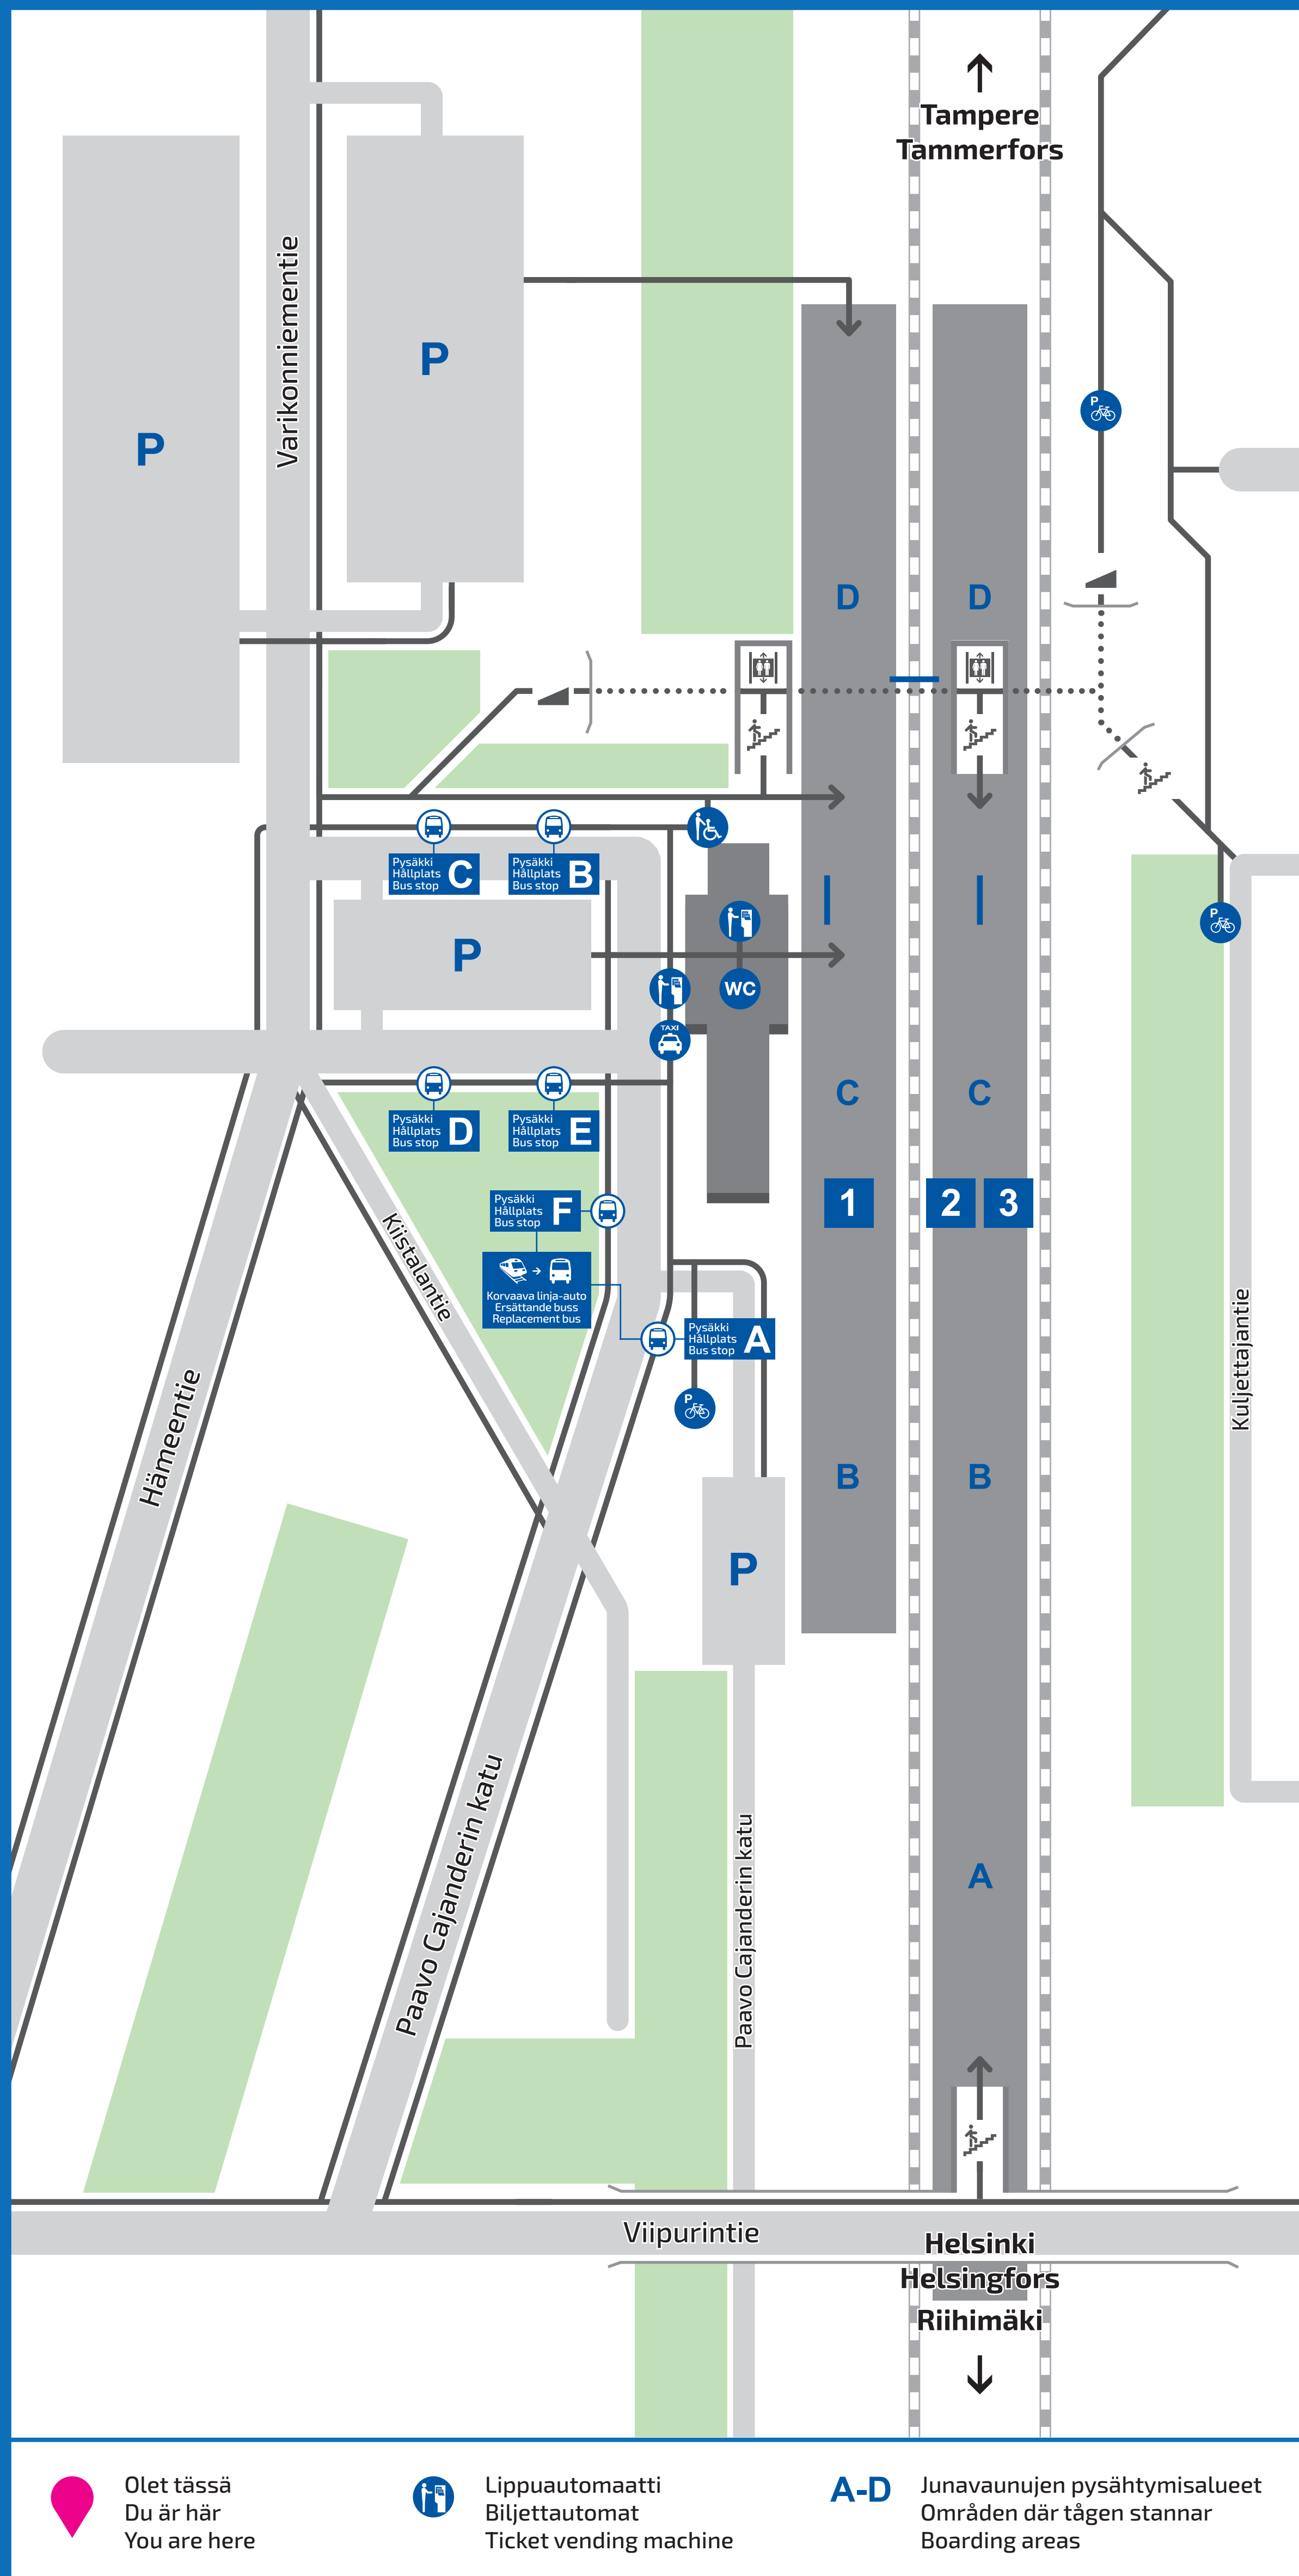 Tampere
Tammerfors
Varikonniementie
P
P
P
D
D
Pysäkki
Hållplats
Bus stop
C
Pysäkki
Hållplats
Bus stop
B
P
P
WC
TAXI
C
C
Pysäkki
Hållplats
Bus stop
D
Pysäkki
Hållplats
Bus stop
E
Pysäkki
Hållplats
Bus stop
F
1
2
3
Kiistalantie
Korvaava linja-auto
Ersättande buss
Replacement bus
Pysäkki
Hållplats
Bus stop
A
Kuljettajantie
Hämeentie
P
B
B
P
Paavo Cajanderin katu
Paavo Cajanderin katu
A
Viipurintie
Helsinki
Helsingfors
Riihimäki
Olet tässä
Du är här
You are here
Lippuautomaatti
Biljettautomat
Ticket vending machine
A-D
Junavaunujen pysähtymisalueet
Områden där tågen stannar
Boarding areas